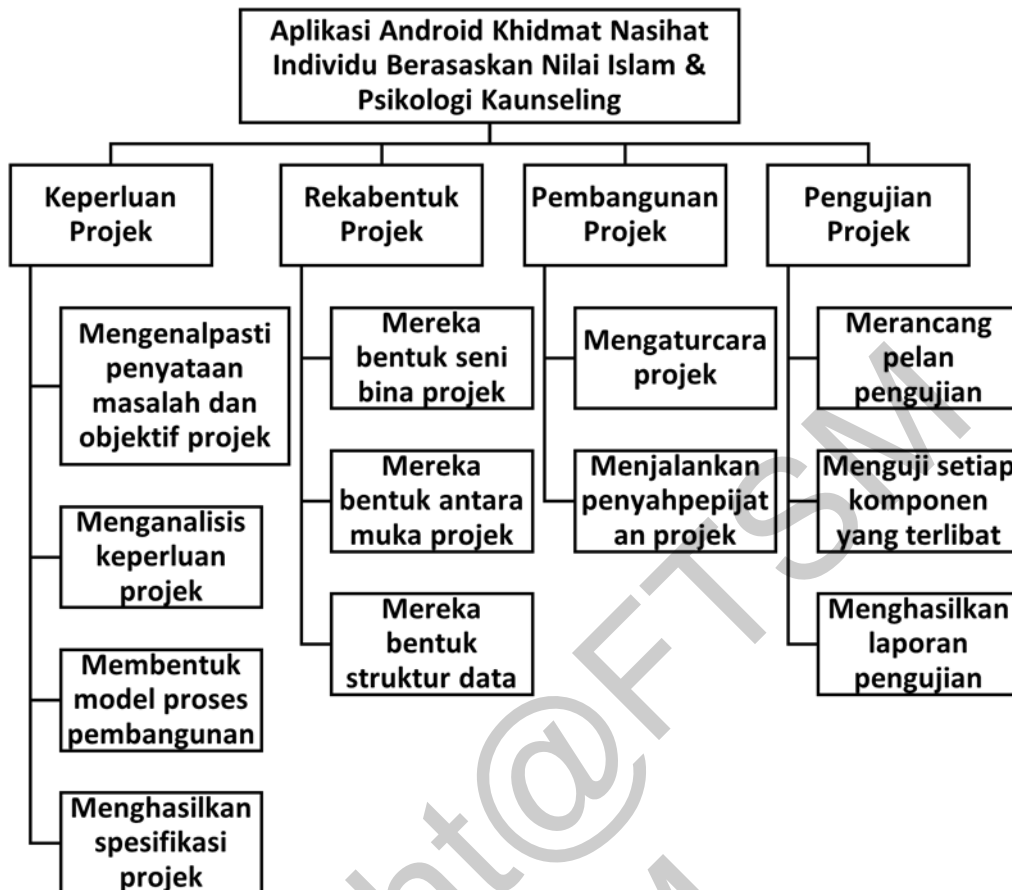 Aplikasi Android Khidmat Nasihat
Individu Berasaskan Nilai Islam &
Psikologi Kaunseling
Keperluan
Projek
Mengenalpasti
penyataan
masalah dan
objektif projek
Menganalisis
keperluan
projek
Membentuk
model proses
pembangunan
Menghasilkan
spesifikasi
projek
Rekabentuk
Projek
Mereka
bentuk seni
bina projek
Mereka
bentuk antara
muka projek
Mereka
bentuk
struktur data
Pembangunan
Projek
Mengaturcara
projek
Menjalankan
penyahpepijat
an projek
Pengujian
Projek
Merancang
pelan
pengujian
Menguji setiap
komponen
yang terlibat
Menghasilkan
laporan
pengujian
ht@FTSM